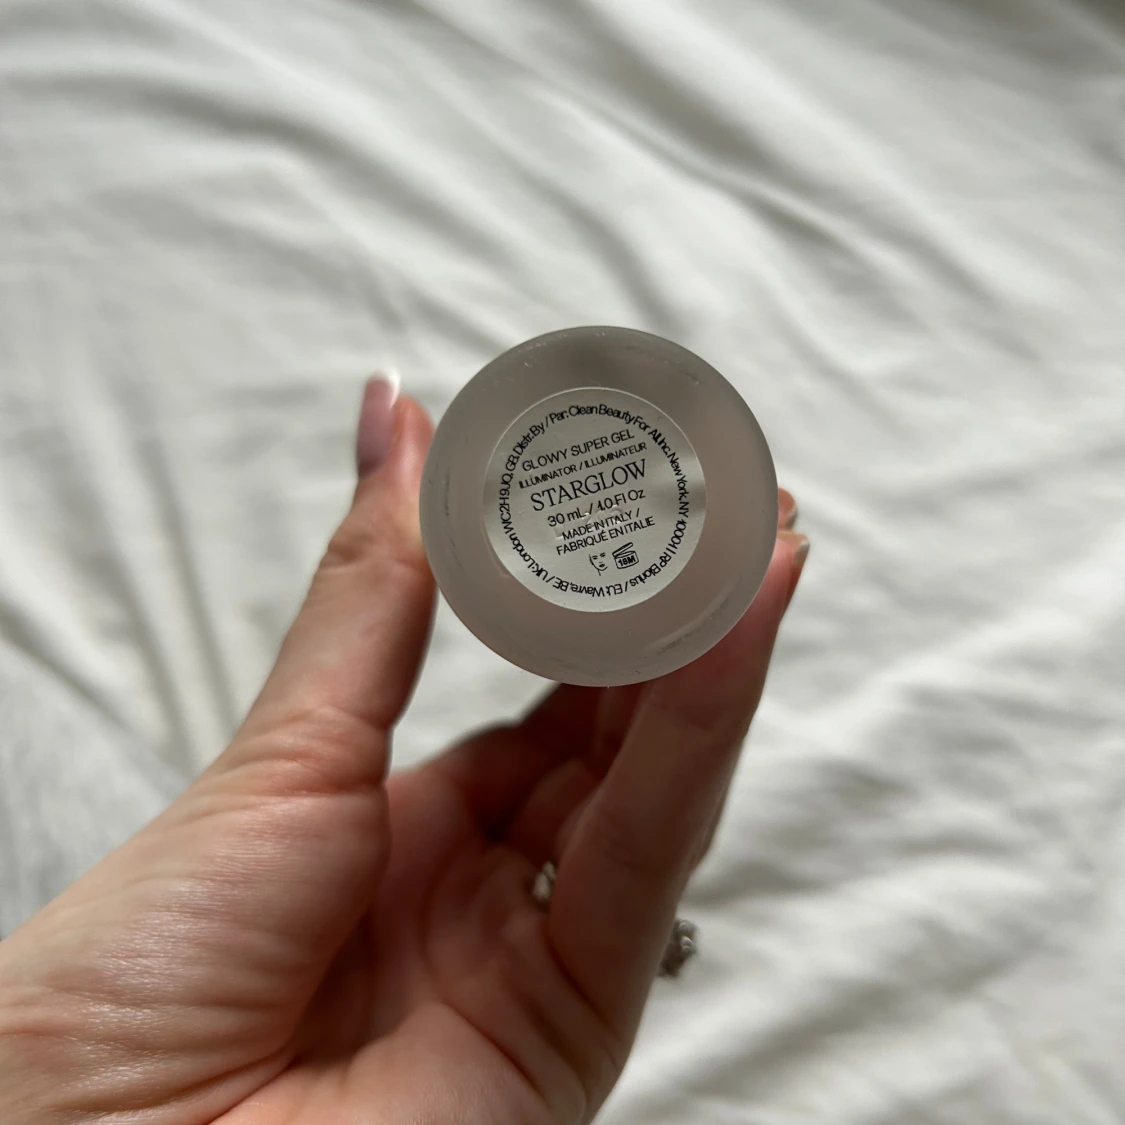 GLOWY SUPER GEL
ILLUMINATOR / ILLUMINATEUR
STARGLOW
30 mL / 1.0 Fl Oz
MADE IN ITALY /
FABRIQUÉ EN ITALIE
18M
Distr. By / Par: Clean Beauty For All Inc. New York, NY 10001 I RP Biorius / EU: Wavre, BE / UK: London WC2H 9JQ, GB.